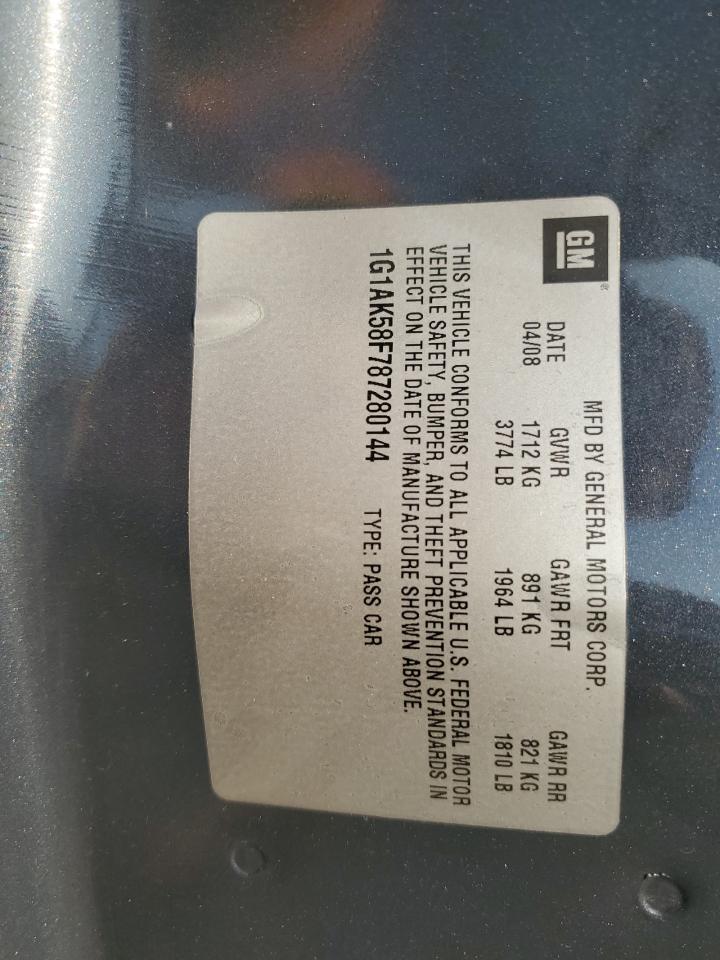 GM®
MFD BY GENERAL MOTORS CORP.
DATE GVWR GAWR FRT GAWR RR
04/08 1712 KG 891 KG 821 KG
3774 LB 1964 LB 1810 LB
THIS VEHICLE CONFORMS TO ALL APPLICABLE U.S. FEDERAL MOTOR
VEHICLE SAFETY, BUMPER, AND THEFT PREVENTION STANDARDS IN
EFFECT ON THE DATE OF MANUFACTURE SHOWN ABOVE.
1G1AK58F787280144 TYPE: PASS CAR